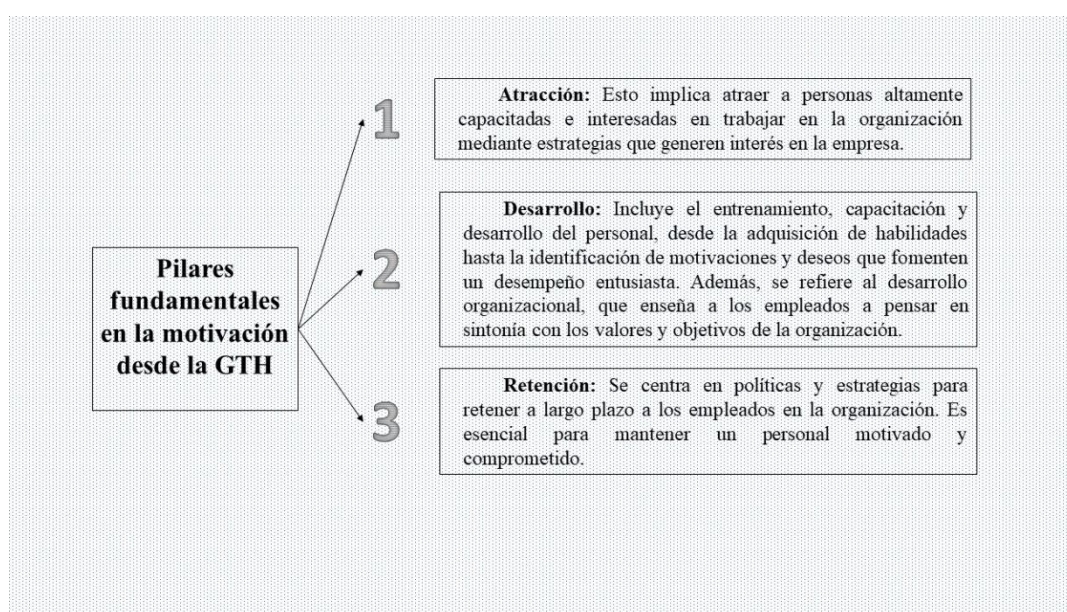 Pilares
fundamentales
en la motivación
desde la GTH
1
Atracción: Esto implica atraer a personas altamente
capacitadas e interesadas en trabajar en la organización
mediante estrategias que generen interés en la empresa.
2
Desarrollo: Incluye el entrenamiento, capacitación y
desarrollo del personal, desde la adquisición de habilidades
hasta la identificación de motivaciones y deseos que fomenten
un desempeño entusiasta. Además, se refiere al desarrollo
organizacional, que enseña a los empleados a pensar en
sintonía con los valores y objetivos de la organización.
3
Retención: Se centra en políticas y estrategias para
retener a largo plazo a los empleados en la organización. Es
esencial para mantener un personal motivado y
comprometido.